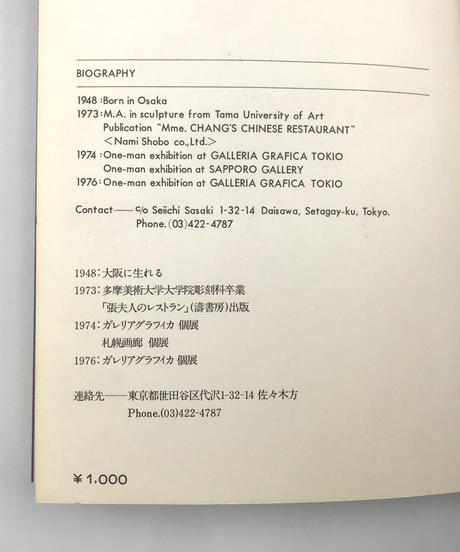 BIOGRAPHY
1948 :Born in Osaka
1973:M.A. in sculpture from Tama University of Art
Publication "Mme. CHANG'S CHINESE RESTAURANT"
<Nami Shobo co.,Ltd.>
1974 :One-man exhibition at GALLERIA GRAFICA TOKIO
One-man exhibition at SAPPORO GALLERY
1976:One-man exhibition at GALLERIA GRAFICA TOKIO
Contact——c/o Seiichi Sasaki 1-32-14 Daisawa, Setagay-ku, Tokyo.
Phone.(03)422-4787
1948:大阪に生れる
1973:多摩美術大学大学院彫刻科卒業
「張夫人のレストラン」(濤書房)出版
1974:ガレリアグラフィカ 個展
札幌画廊 個展
1976:ガレリアグラフィカ 個展
連絡先——東京都世田谷区代沢1-32-14 佐々木方
Phone.(03)422-4787
¥1,000